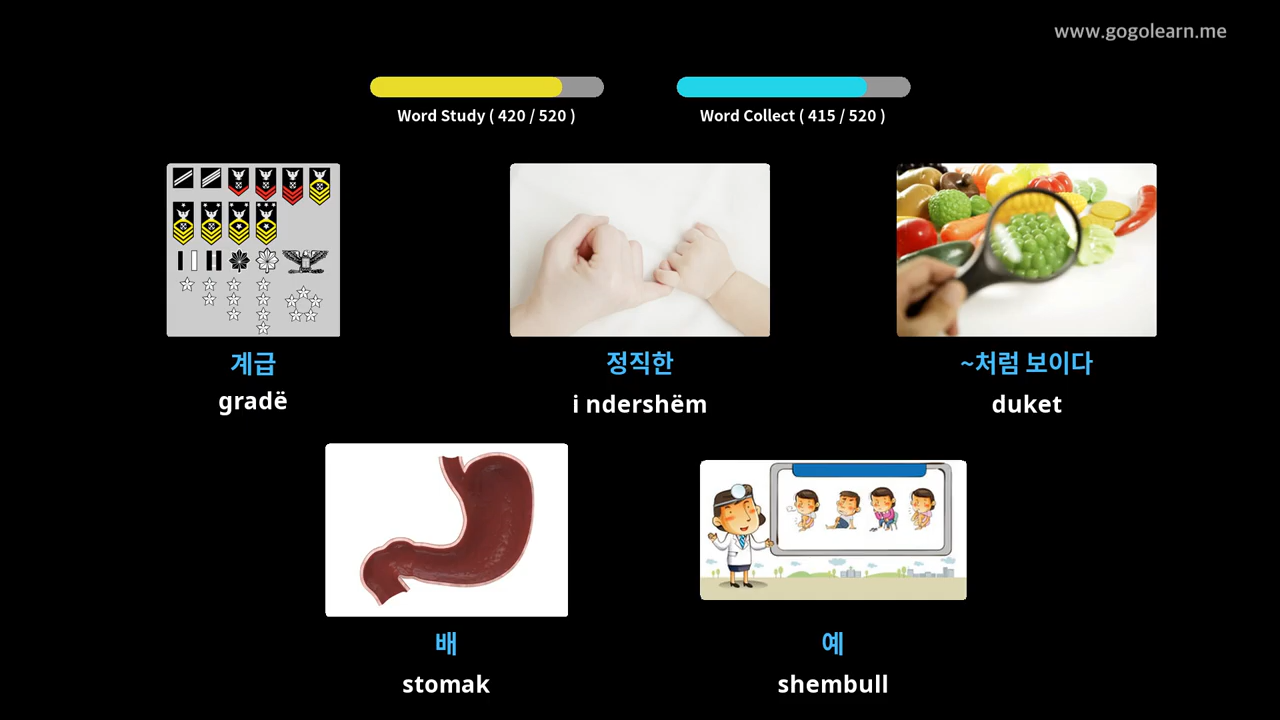 www.gogolearn.me
Word Study ( 420 / 520 )
Word Collect ( 415 / 520 )
계급
gradë
정직한
i ndershëm
~처럼 보이다
duket
배
stomak
예
shembull